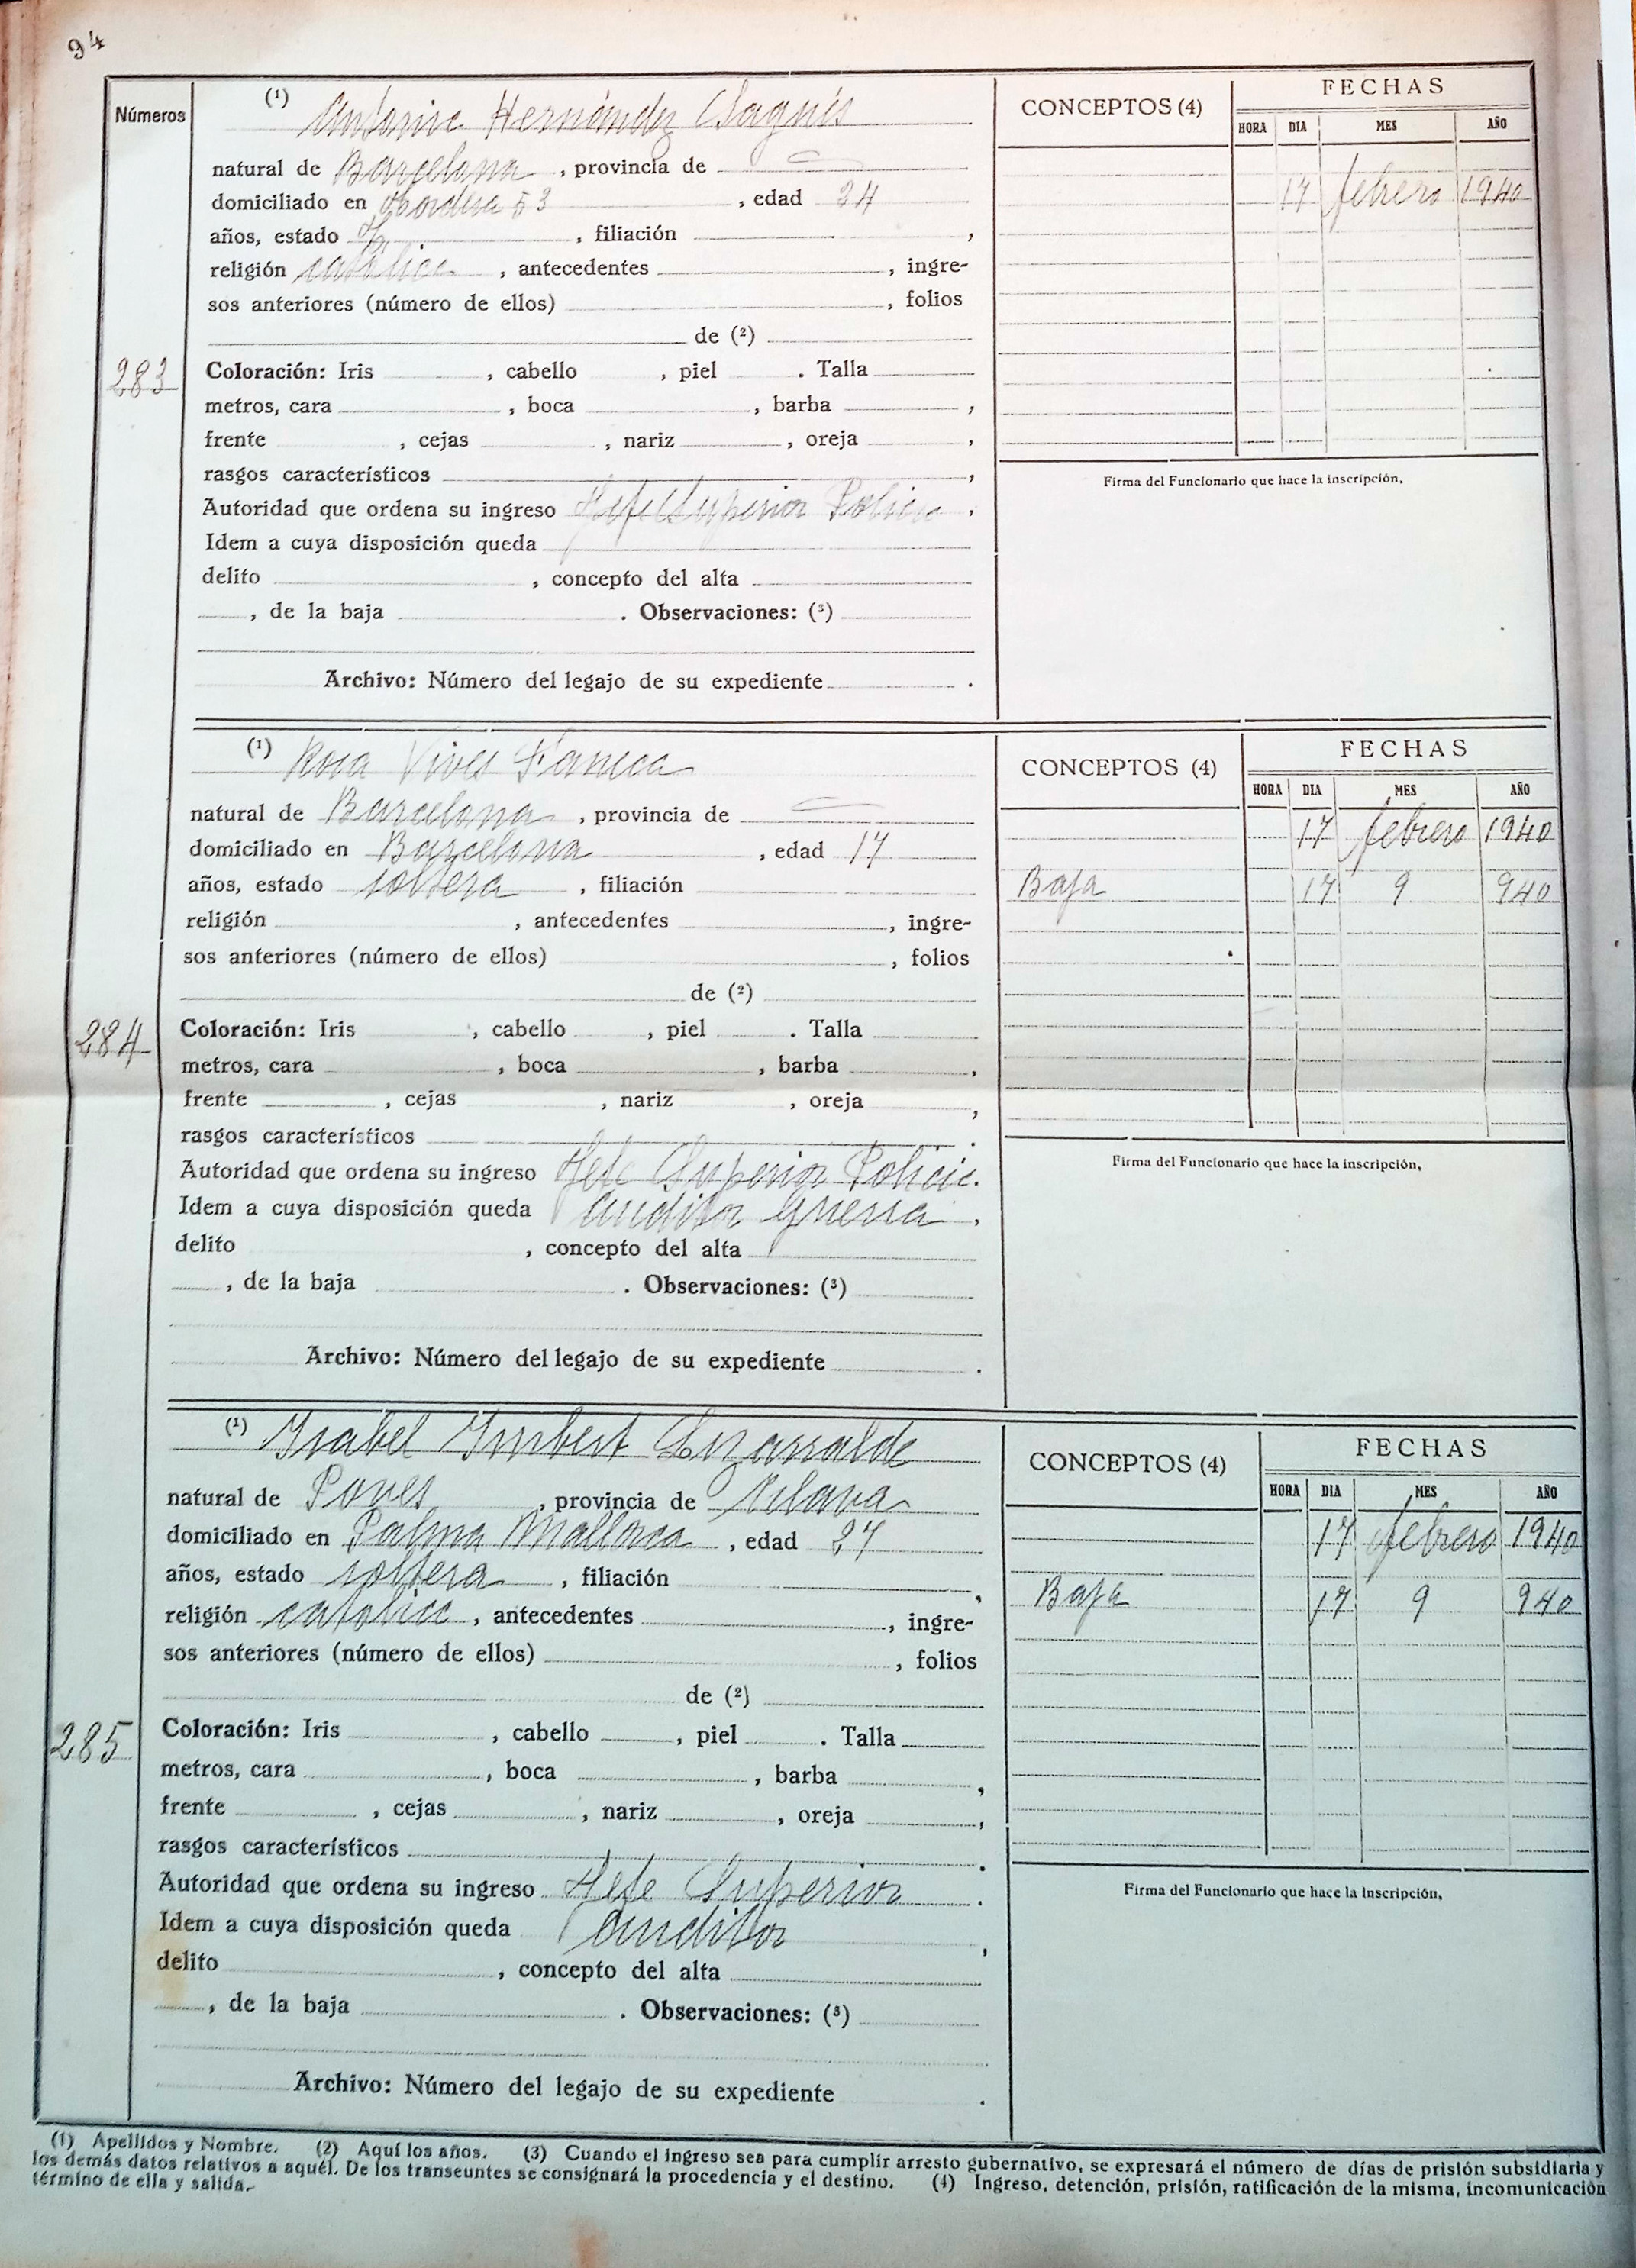 94
Números
(1) Hernández
CONCEPTOS (4)
FECHAS
HORA DIA MES AÑO
natural de Barcelona , provincia de
domiciliado en 53 , edad
17 febrero 1940
años, estado , filiación ,
religión católica , antecedentes , ingre-
sos anteriores (número de ellos) , folios
de (2)
283
Coloración: Iris , cabello , piel . Talla
metros, cara , boca , barba ,
frente , cejas , nariz , oreja ,
rasgos característicos ,
Firma del Funcionario que hace la inscripción,
Autoridad que ordena su ingreso Jefe Superior Policia ,
Idem a cuya disposición queda
delito , concepto del alta
, de la baja . Observaciones: (3)
Archivo: Número del legajo de su expediente .
(1) Rosa Vives
CONCEPTOS (4)
FECHAS
HORA DIA MES AÑO
natural de Barcelona , provincia de
17 febrero 1940
domiciliado en Barcelona , edad 17
años, estado soltera , filiación
Baja 17 9 940
religión , antecedentes , ingre-
sos anteriores (número de ellos) , folios
de (2)
284
Coloración: Iris , cabello , piel . Talla
metros, cara , boca , barba ,
frente , cejas , nariz , oreja ,
rasgos característicos .
Firma del Funcionario que hace la inscripción,
Autoridad que ordena su ingreso Jefe Superior Policia.
Idem a cuya disposición queda Auditor Guerra ,
delito , concepto del alta
, de la baja . Observaciones: (3)
Archivo: Número del legajo de su expediente .
(1) Ysabel Ymbert
CONCEPTOS (4)
FECHAS
HORA DIA MES AÑO
natural de Poves , provincia de
17 febrero 1940
domiciliado en Palma Mallorca , edad 27
años, estado soltera , filiación ,
Baja 17 9 940
religión catolica , antecedentes , ingre-
sos anteriores (número de ellos) , folios
de (2)
285
Coloración: Iris , cabello , piel . Talla
metros, cara , boca , barba ,
frente , cejas , nariz , oreja ,
rasgos característicos .
Autoridad que ordena su ingreso Jefe Superior .
Firma del Funcionario que hace la inscripción,
Idem a cuya disposición queda Auditor ,
delito , concepto del alta
, de la baja . Observaciones: (3)
Archivo: Número del legajo de su expediente .
(1) Apellidos y Nombre. (2) Aquí los años. (3) Cuando el ingreso sea para cumplir arresto gubernativo, se expresará el número de días de prisión subsidiaria y
los demás datos relativos a aquél. De los transeuntes se consignará la procedencia y el destino. (4) Ingreso, detención, prisión, ratificación de la misma, incomunicación
término de ella y salida.